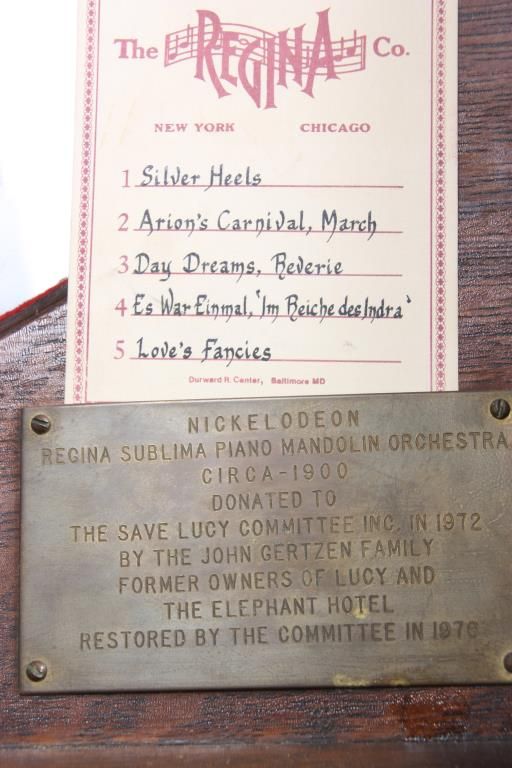 The REGINA Co.
NEW YORK CHICAGO
1 Silver Heels
2 Arion's Carnival, March
3 Day Dreams, Reverie
4 Es War Einmal, 'Im Reiche des Indra'
5 Love's Fancies
Durward R. Center, Baltimore MD
NICKELODEON
REGINA SUBLIMA PIANO MANDOLIN ORCHESTRA
CIRCA-1900
DONATED TO
THE SAVE LUCY COMMITTEE INC. IN 1972
BY THE JOHN GERTZEN FAMILY
FORMER OWNERS OF LUCY AND
THE ELEPHANT HOTEL
RESTORED BY THE COMMITTEE IN 1976